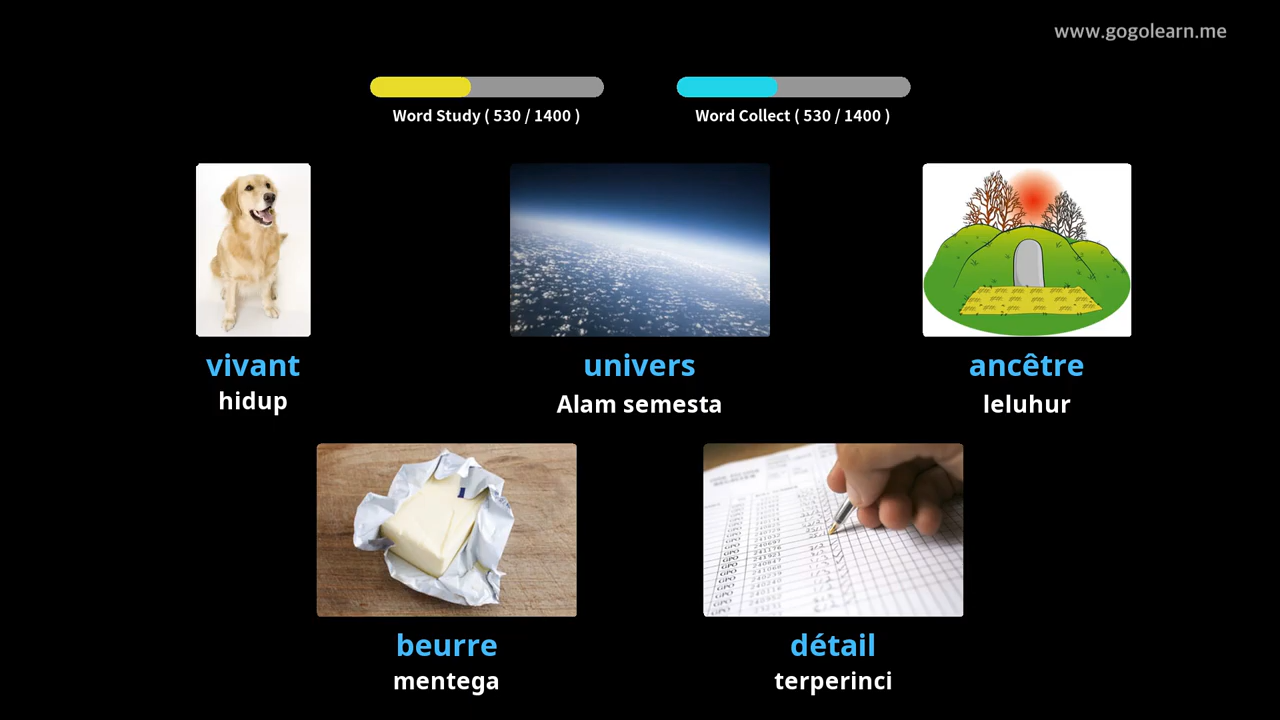 www.gogolearn.me
Word Study ( 530 / 1400 )
Word Collect ( 530 / 1400 )
vivant
hidup
univers
Alam semesta
ancêtre
leluhur
beurre
mentega
détail
terperinci